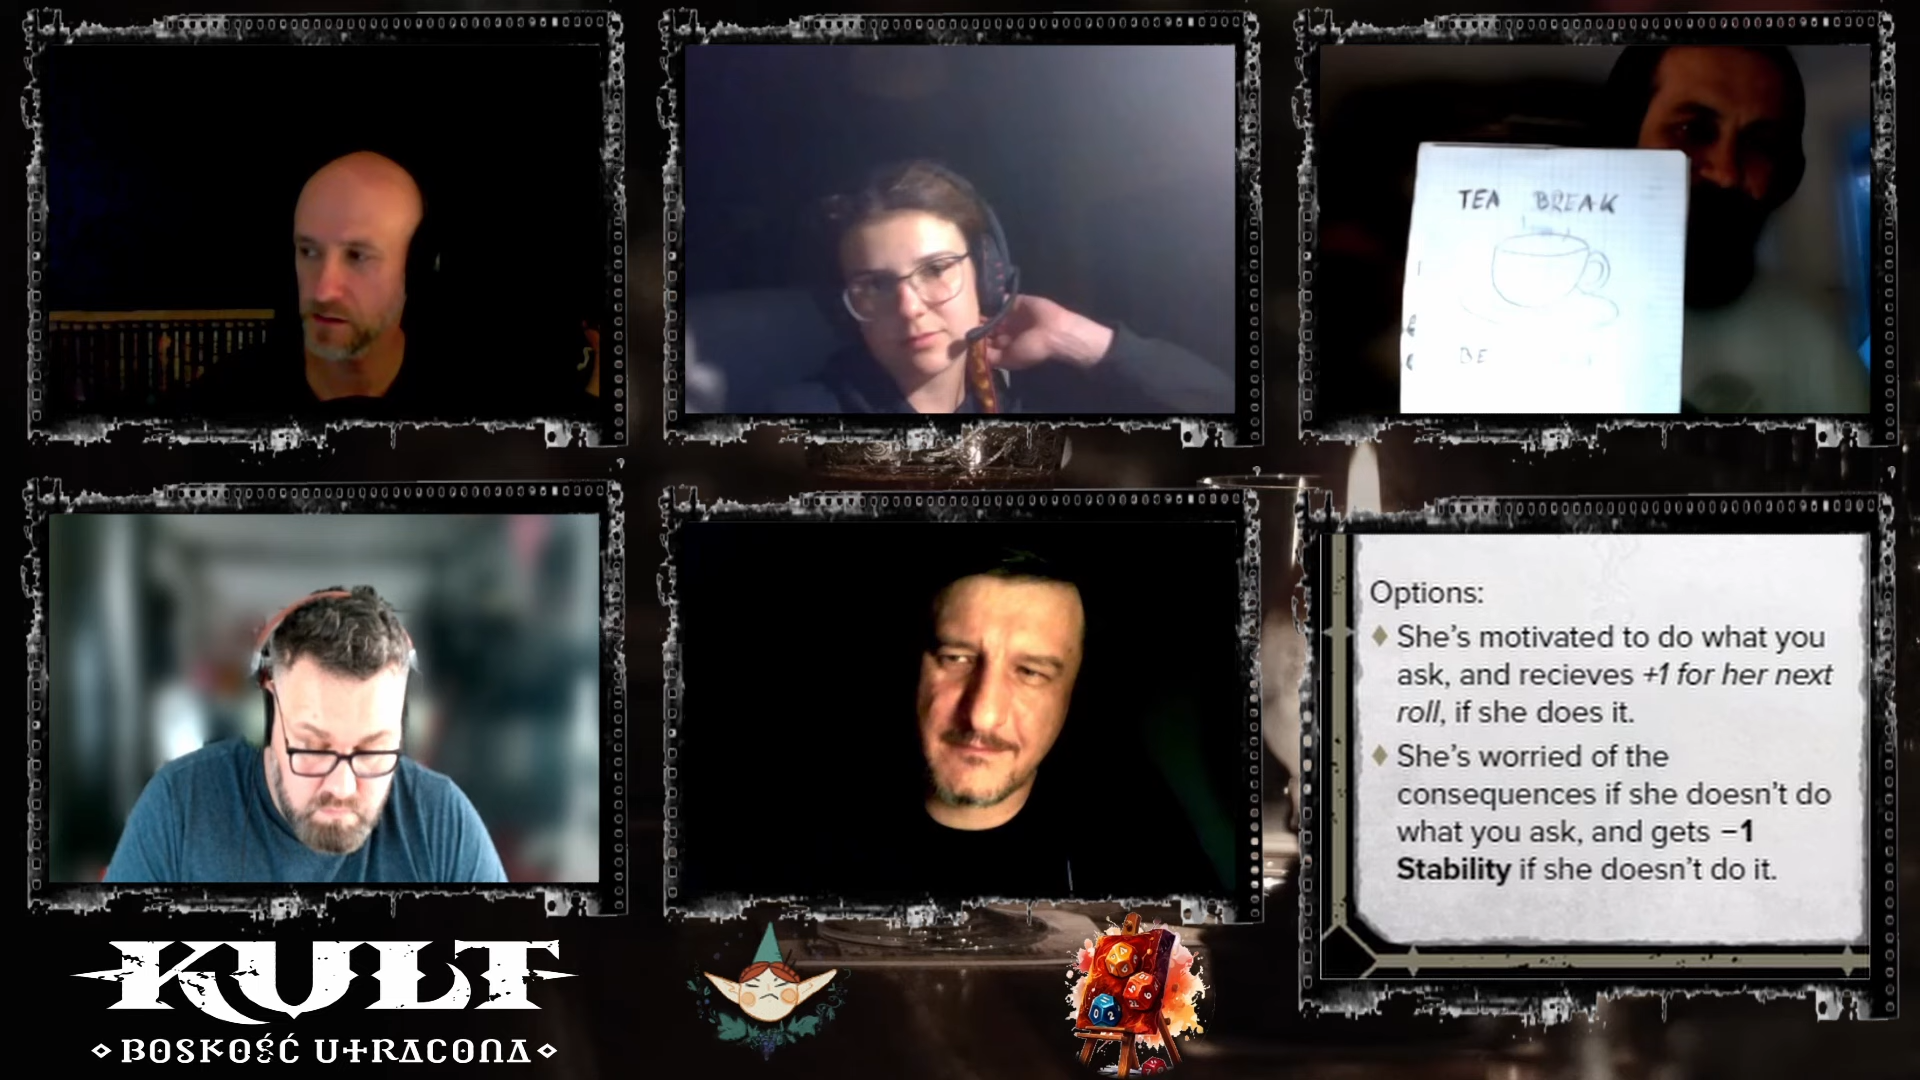 TEA BREAK
BE
Options:
♦ She's motivated to do what you
ask, and recieves +1 for her next
roll, if she does it.
♦ She's worried of the
consequences if she doesn't do
what you ask, and gets −1
Stability if she doesn't do it.
KULT
BOSKOŚĆ UTRACONA